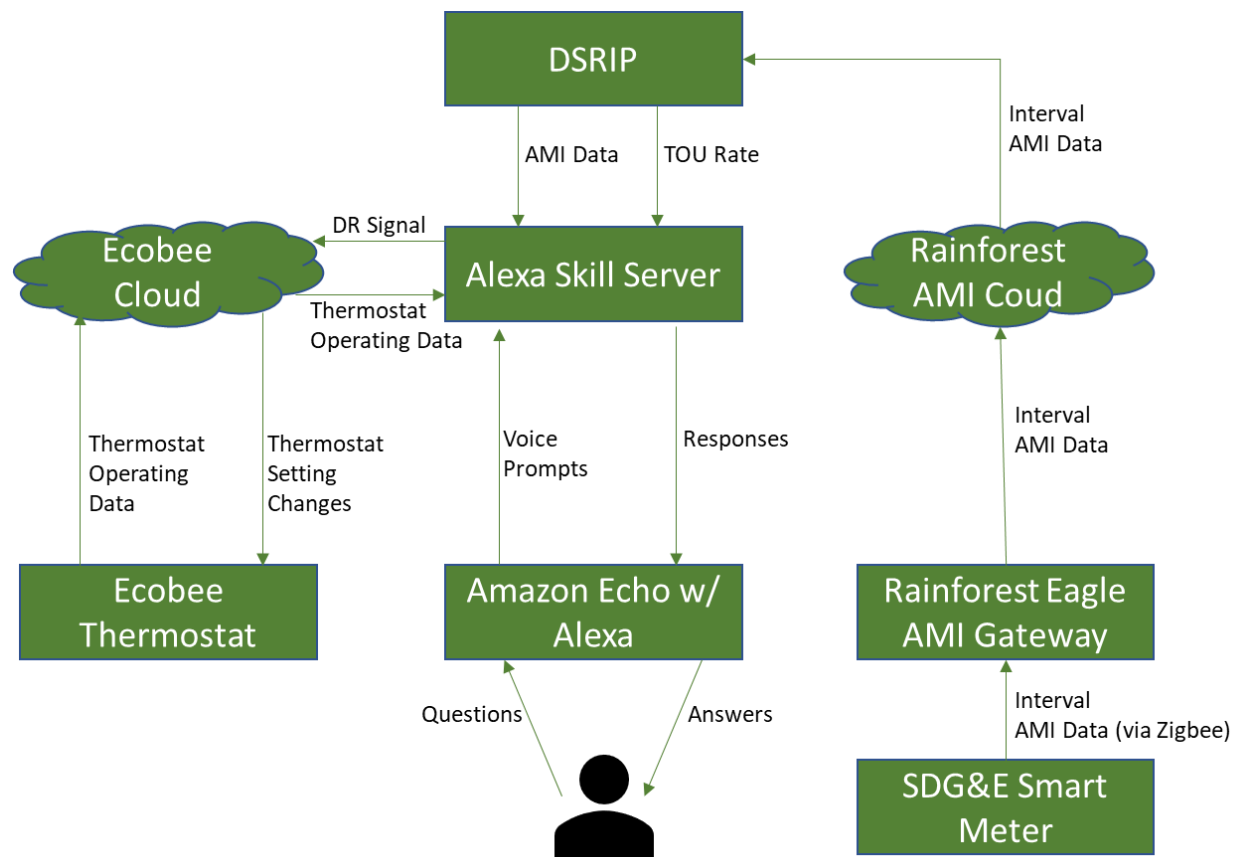 DSRIP
Interval
AMI Data
AMI Data
TOU Rate
DR Signal
Ecobee
Cloud
Alexa Skill Server
Rainforest
AMI Coud
Thermostat
Operating Data
Thermostat
Operating
Data
Thermostat
Setting
Changes
Voice
Prompts
Responses
Interval
AMI Data
Ecobee
Thermostat
Amazon Echo w/
Alexa
Rainforest Eagle
AMI Gateway
Questions
Answers
Interval
AMI Data (via Zigbee)
SDG&E Smart
Meter